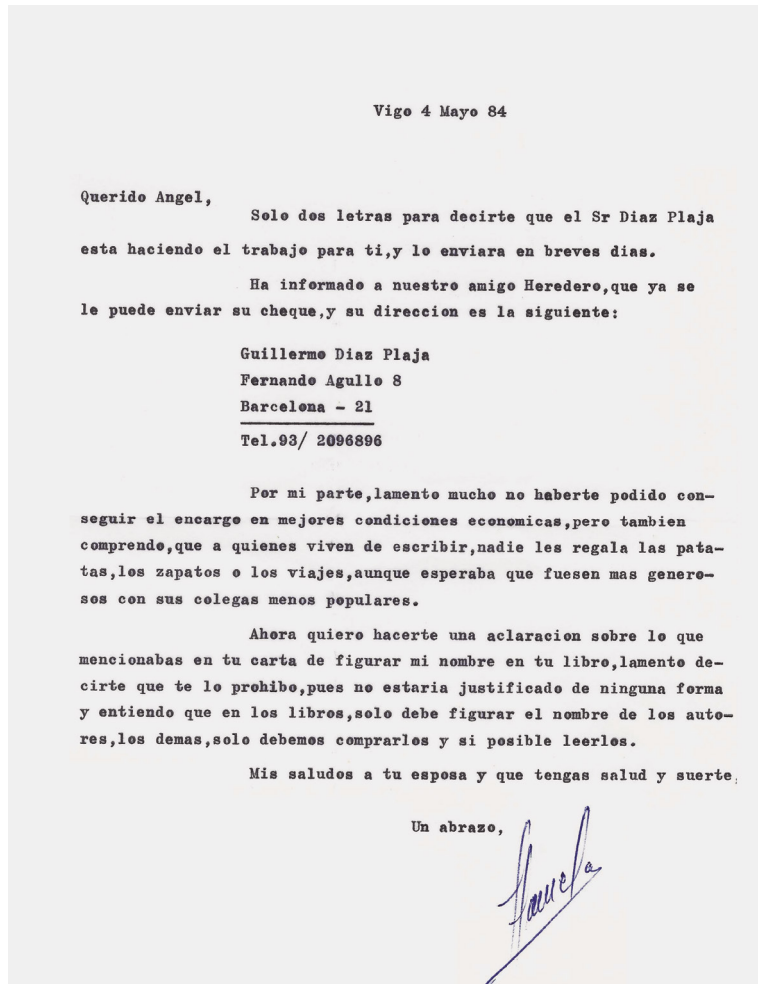 Vigo 4 Mayo 84
Querido Angel,
Solo dos letras para decirte que el Sr Diaz Plaja
esta haciendo el trabajo para ti,y lo enviara en breves dias.
Ha informado a nuestro amigo Heredero,que ya se
le puede enviar su cheque,y su direccion es la siguiente:
Guillermo Diaz Plaja
Fernando Agullo 8
Barcelona - 21
Tel.93/ 2096896
Por mi parte,lamento mucho no haberte podido con-
seguir el encargo en mejores condiciones economicas,pero tambien
comprendo,que a quienes viven de escribir,nadie les regala las pata-
tas,los zapatos o los viajes,aunque esperaba que fuesen mas genero-
sos con sus colegas menos populares.
Ahora quiero hacerte una aclaracion sobre lo que
mencionabas en tu carta de figurar mi nombre en tu libro,lamento de-
cirte que te lo prohibo,pues no estaria justificado de ninguna forma
y entiendo que en los libros,solo debe figurar el nombre de los auto-
res,los demas,solo debemos comprarlos y si posible leerlos.
Mis saludos a tu esposa y que tengas salud y suerte.
Un abrazo,